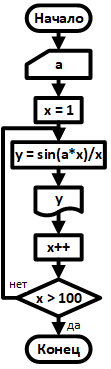 Начало
a
x = 1
y = sin(a*x)/x
y
x++
нет
x > 100
да
Конец